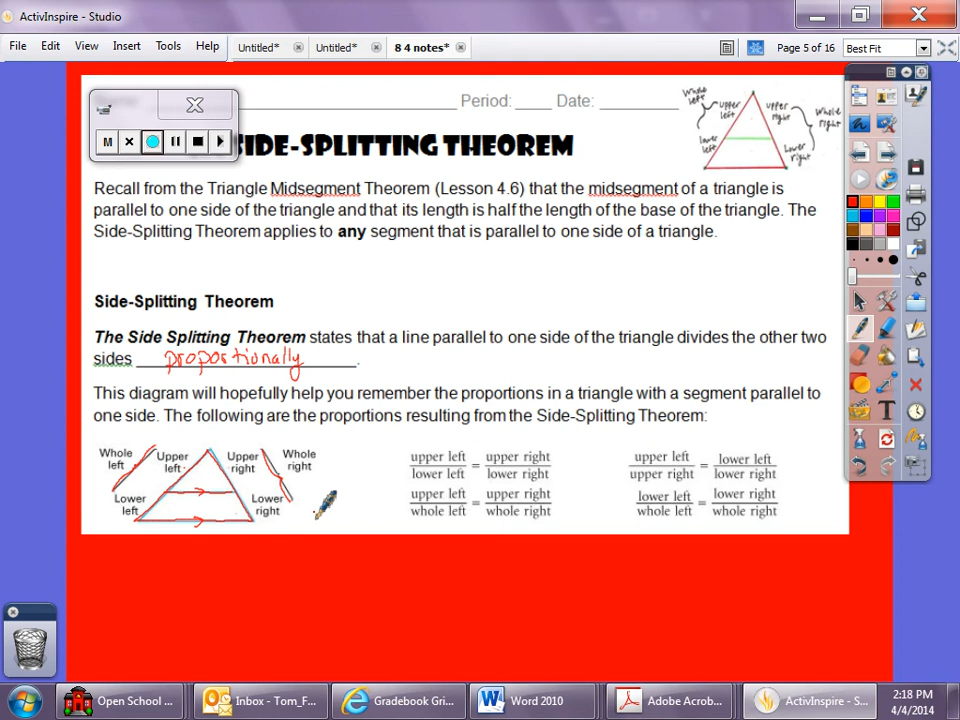 ActivInspire - Studio
File Edit View Insert Tools Help
Untitled* Untitled* 8 4 notes*
Page 5 of 16 Best Fit
Period: ____ Date: _________
Whole left upper left upper right Whole right
lower left Lower right
M
SIDE-SPLITTING THEOREM
Recall from the Triangle Midsegment Theorem (Lesson 4.6) that the midsegment of a triangle is
parallel to one side of the triangle and that its length is half the length of the base of the triangle. The
Side-Splitting Theorem applies to any segment that is parallel to one side of a triangle.
Side-Splitting Theorem
The Side Splitting Theorem states that a line parallel to one side of the triangle divides the other two
sides proportionally.
This diagram will hopefully help you remember the proportions in a triangle with a segment parallel to
one side. The following are the proportions resulting from the Side-Splitting Theorem:
Whole left Upper left Upper right Whole right
Lower left Lower right
upper left / lower left = upper right / lower right
upper left / upper right = lower left / lower right
upper left / whole left = upper right / whole right
lower left / whole left = lower right / whole right
T
Open School ... Inbox - Tom_F... Gradebook Gri... Word 2010 Adobe Acrob... ActivInspire - S...
2:18 PM
4/4/2014